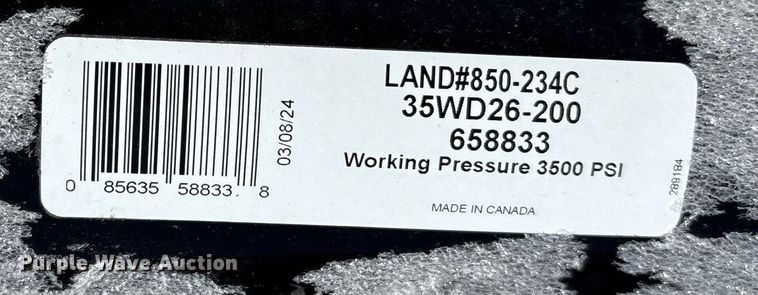 LAND#850-234C
35WD26-200
658833
Working Pressure 3500 PSI
MADE IN CANADA
03/08/24
0 85635 58833 8
289184
Purple Wave Auction